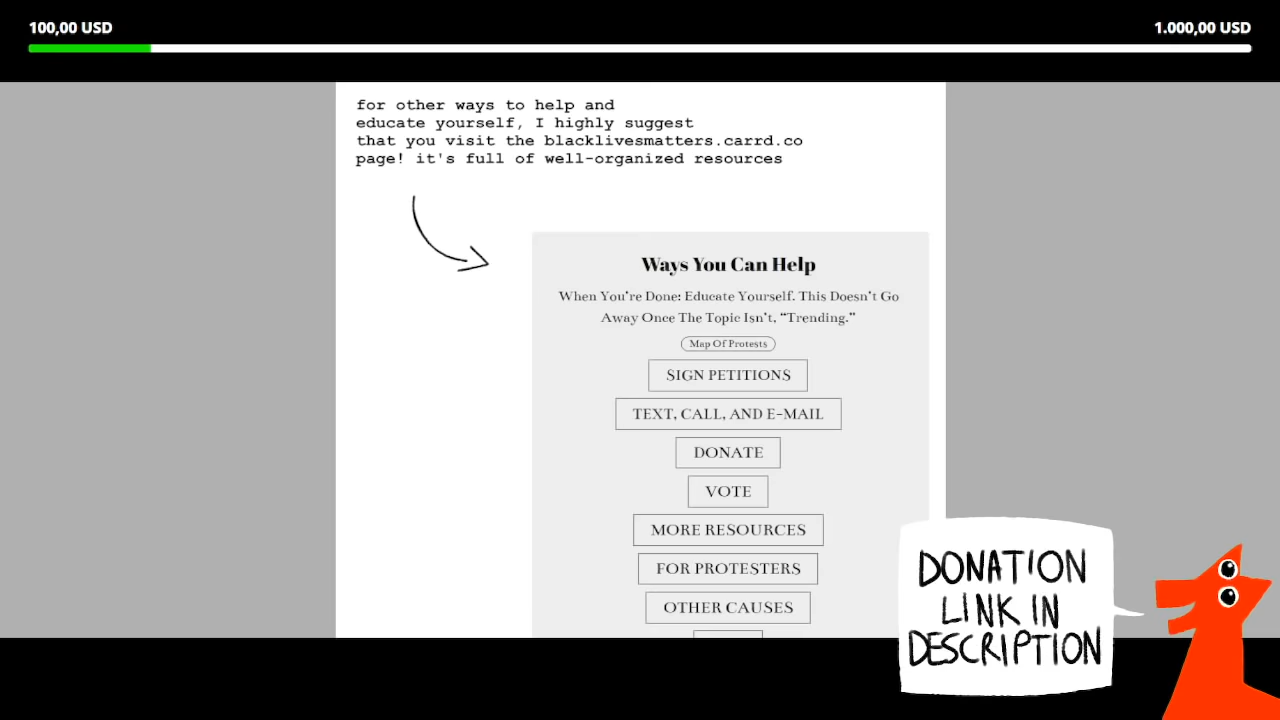 100,00 USD
1.000,00 USD
for other ways to help and
educate yourself, I highly suggest
that you visit the blacklivesmatters.carrd.co
page! it's full of well-organized resources
Ways You Can Help
When You're Done: Educate Yourself. This Doesn't Go
Away Once The Topic Isn't, “Trending.”
Map Of Protests
SIGN PETITIONS
TEXT, CALL, AND E-MAIL
DONATE
VOTE
MORE RESOURCES
FOR PROTESTERS
OTHER CAUSES
DONATION
LINK IN
DESCRIPTION